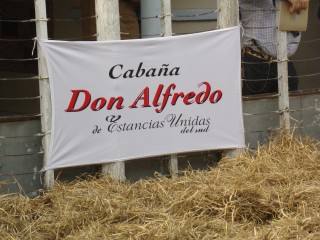 Cabaña
Don Alfredo
de Estancias Unidas
del sud